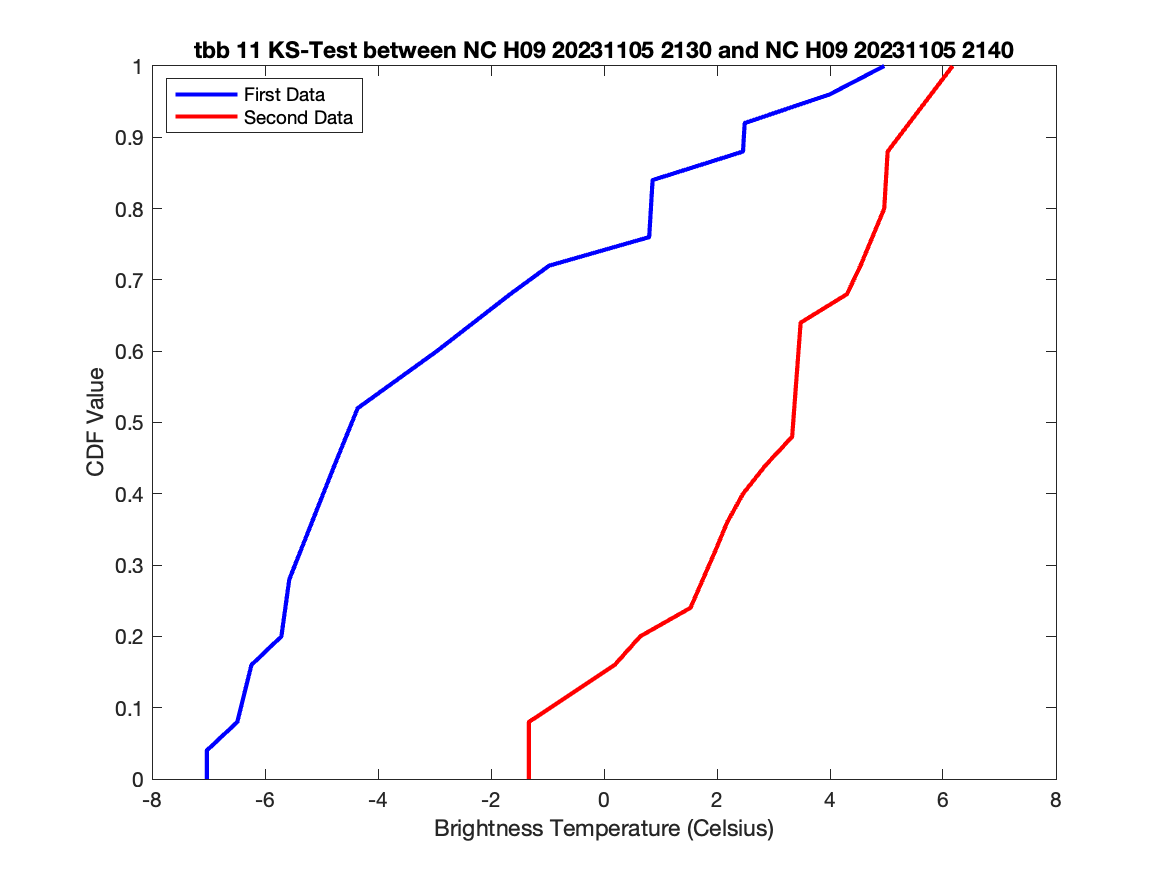 tbb 11 KS-Test between NC H09 20231105 2130 and NC H09 20231105 2140
First Data
Second Data
1
0.9
0.8
0.7
0.6
0.5
0.4
0.3
0.2
0.1
0
CDF Value
-8 -6 -4 -2 0 2 4 6 8
Brightness Temperature (Celsius)